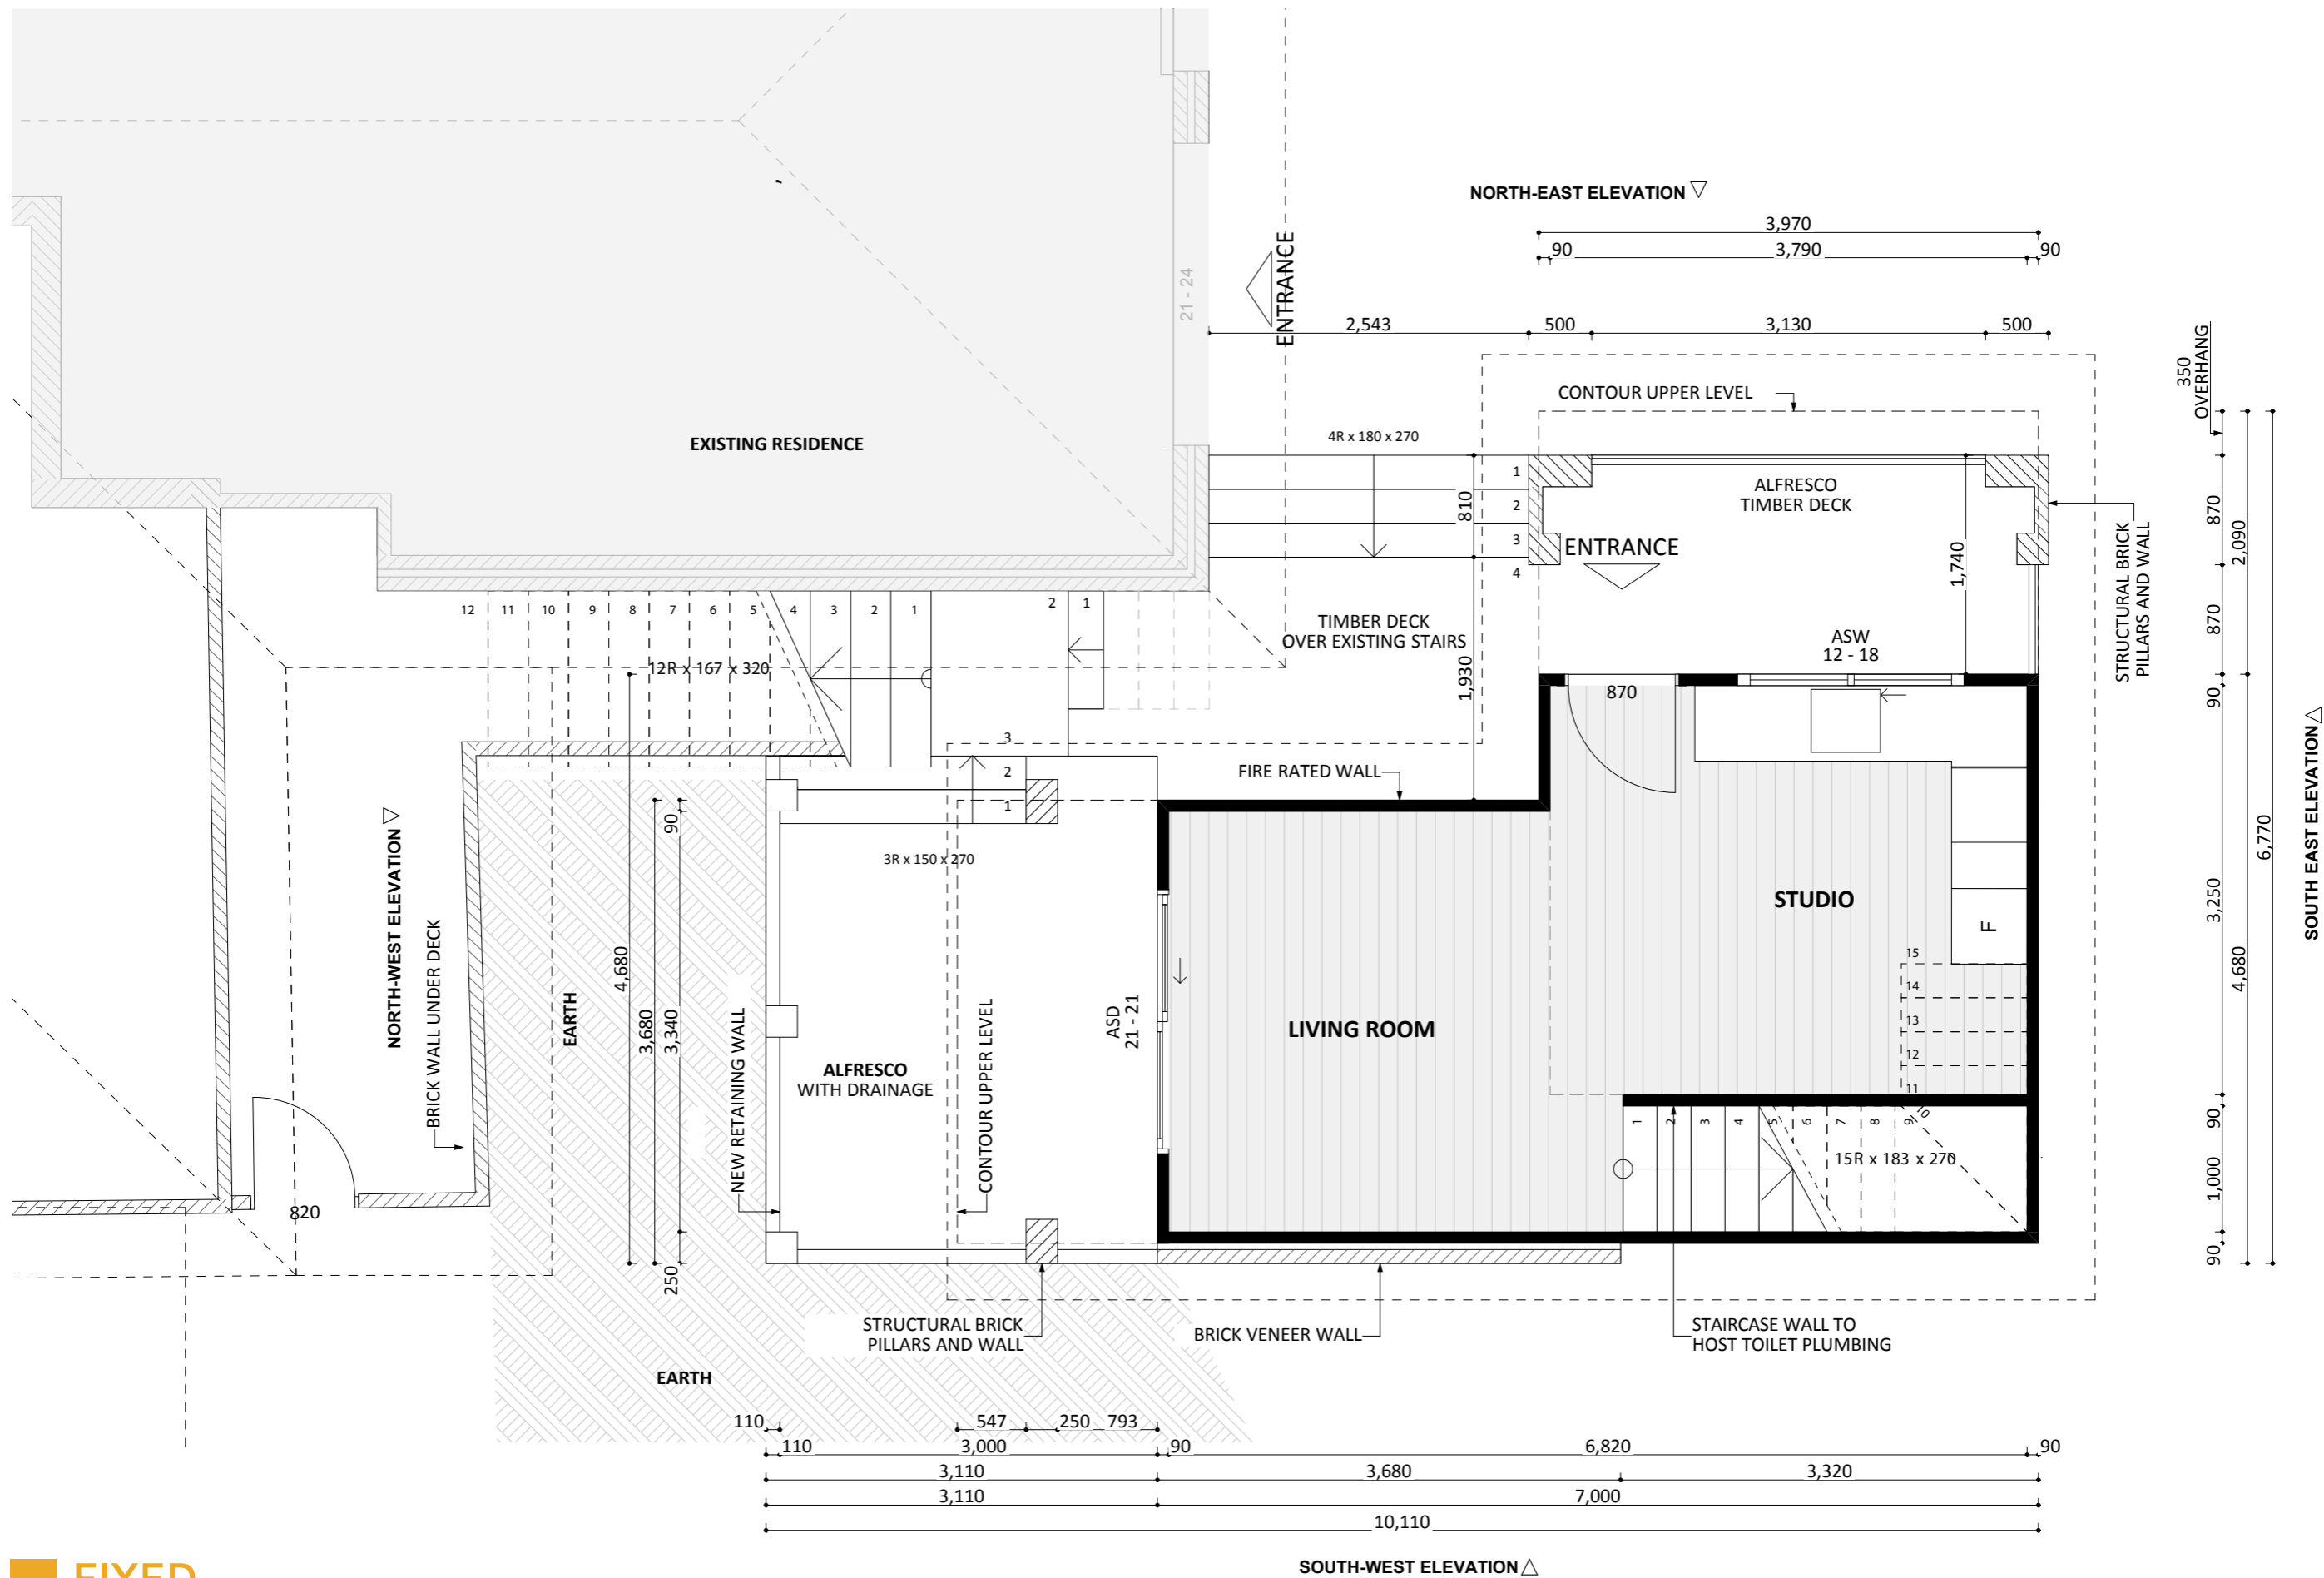 NORTH-EAST ELEVATION
3,970
90
3,790
90
ENTRANCE
21 - 24
2,543
500
3,130
500
350
OVERHANG
CONTOUR UPPER LEVEL
EXISTING RESIDENCE
4R x 180 x 270
1
2
3
4
810
ALFRESCO
TIMBER DECK
ENTRANCE
1,740
STRUCTURAL BRICK
PILLARS AND WALL
870
2,090
870
12
11
10
9
8
7
6
5
4
3
2
1
2
1
TIMBER DECK
OVER EXISTING STAIRS
ASW
12 - 18
12R x 167 x 320
1,930
870
90
6,770
SOUTH EAST ELEVATION
3
2
1
FIRE RATED WALL
90
3R x 150 x 270
NORTH-WEST ELEVATION
BRICK WALL UNDER DECK
EARTH
4,680
3,680
3,340
NEW RETAINING WALL
ALFRESCO
WITH DRAINAGE
CONTOUR UPPER LEVEL
ASD
21 - 21
LIVING ROOM
STUDIO
F
3,250
4,680
15
14
13
12
11
10
1
2
3
4
5
6
7
8
9
15R x 183 x 270
90
1,000
90
820
250
STRUCTURAL BRICK
PILLARS AND WALL
BRICK VENEER WALL
STAIRCASE WALL TO
HOST TOILET PLUMBING
EARTH
110
547
250
793
110
3,000
90
6,820
90
3,110
3,680
3,320
3,110
7,000
10,110
SOUTH-WEST ELEVATION
FIXED